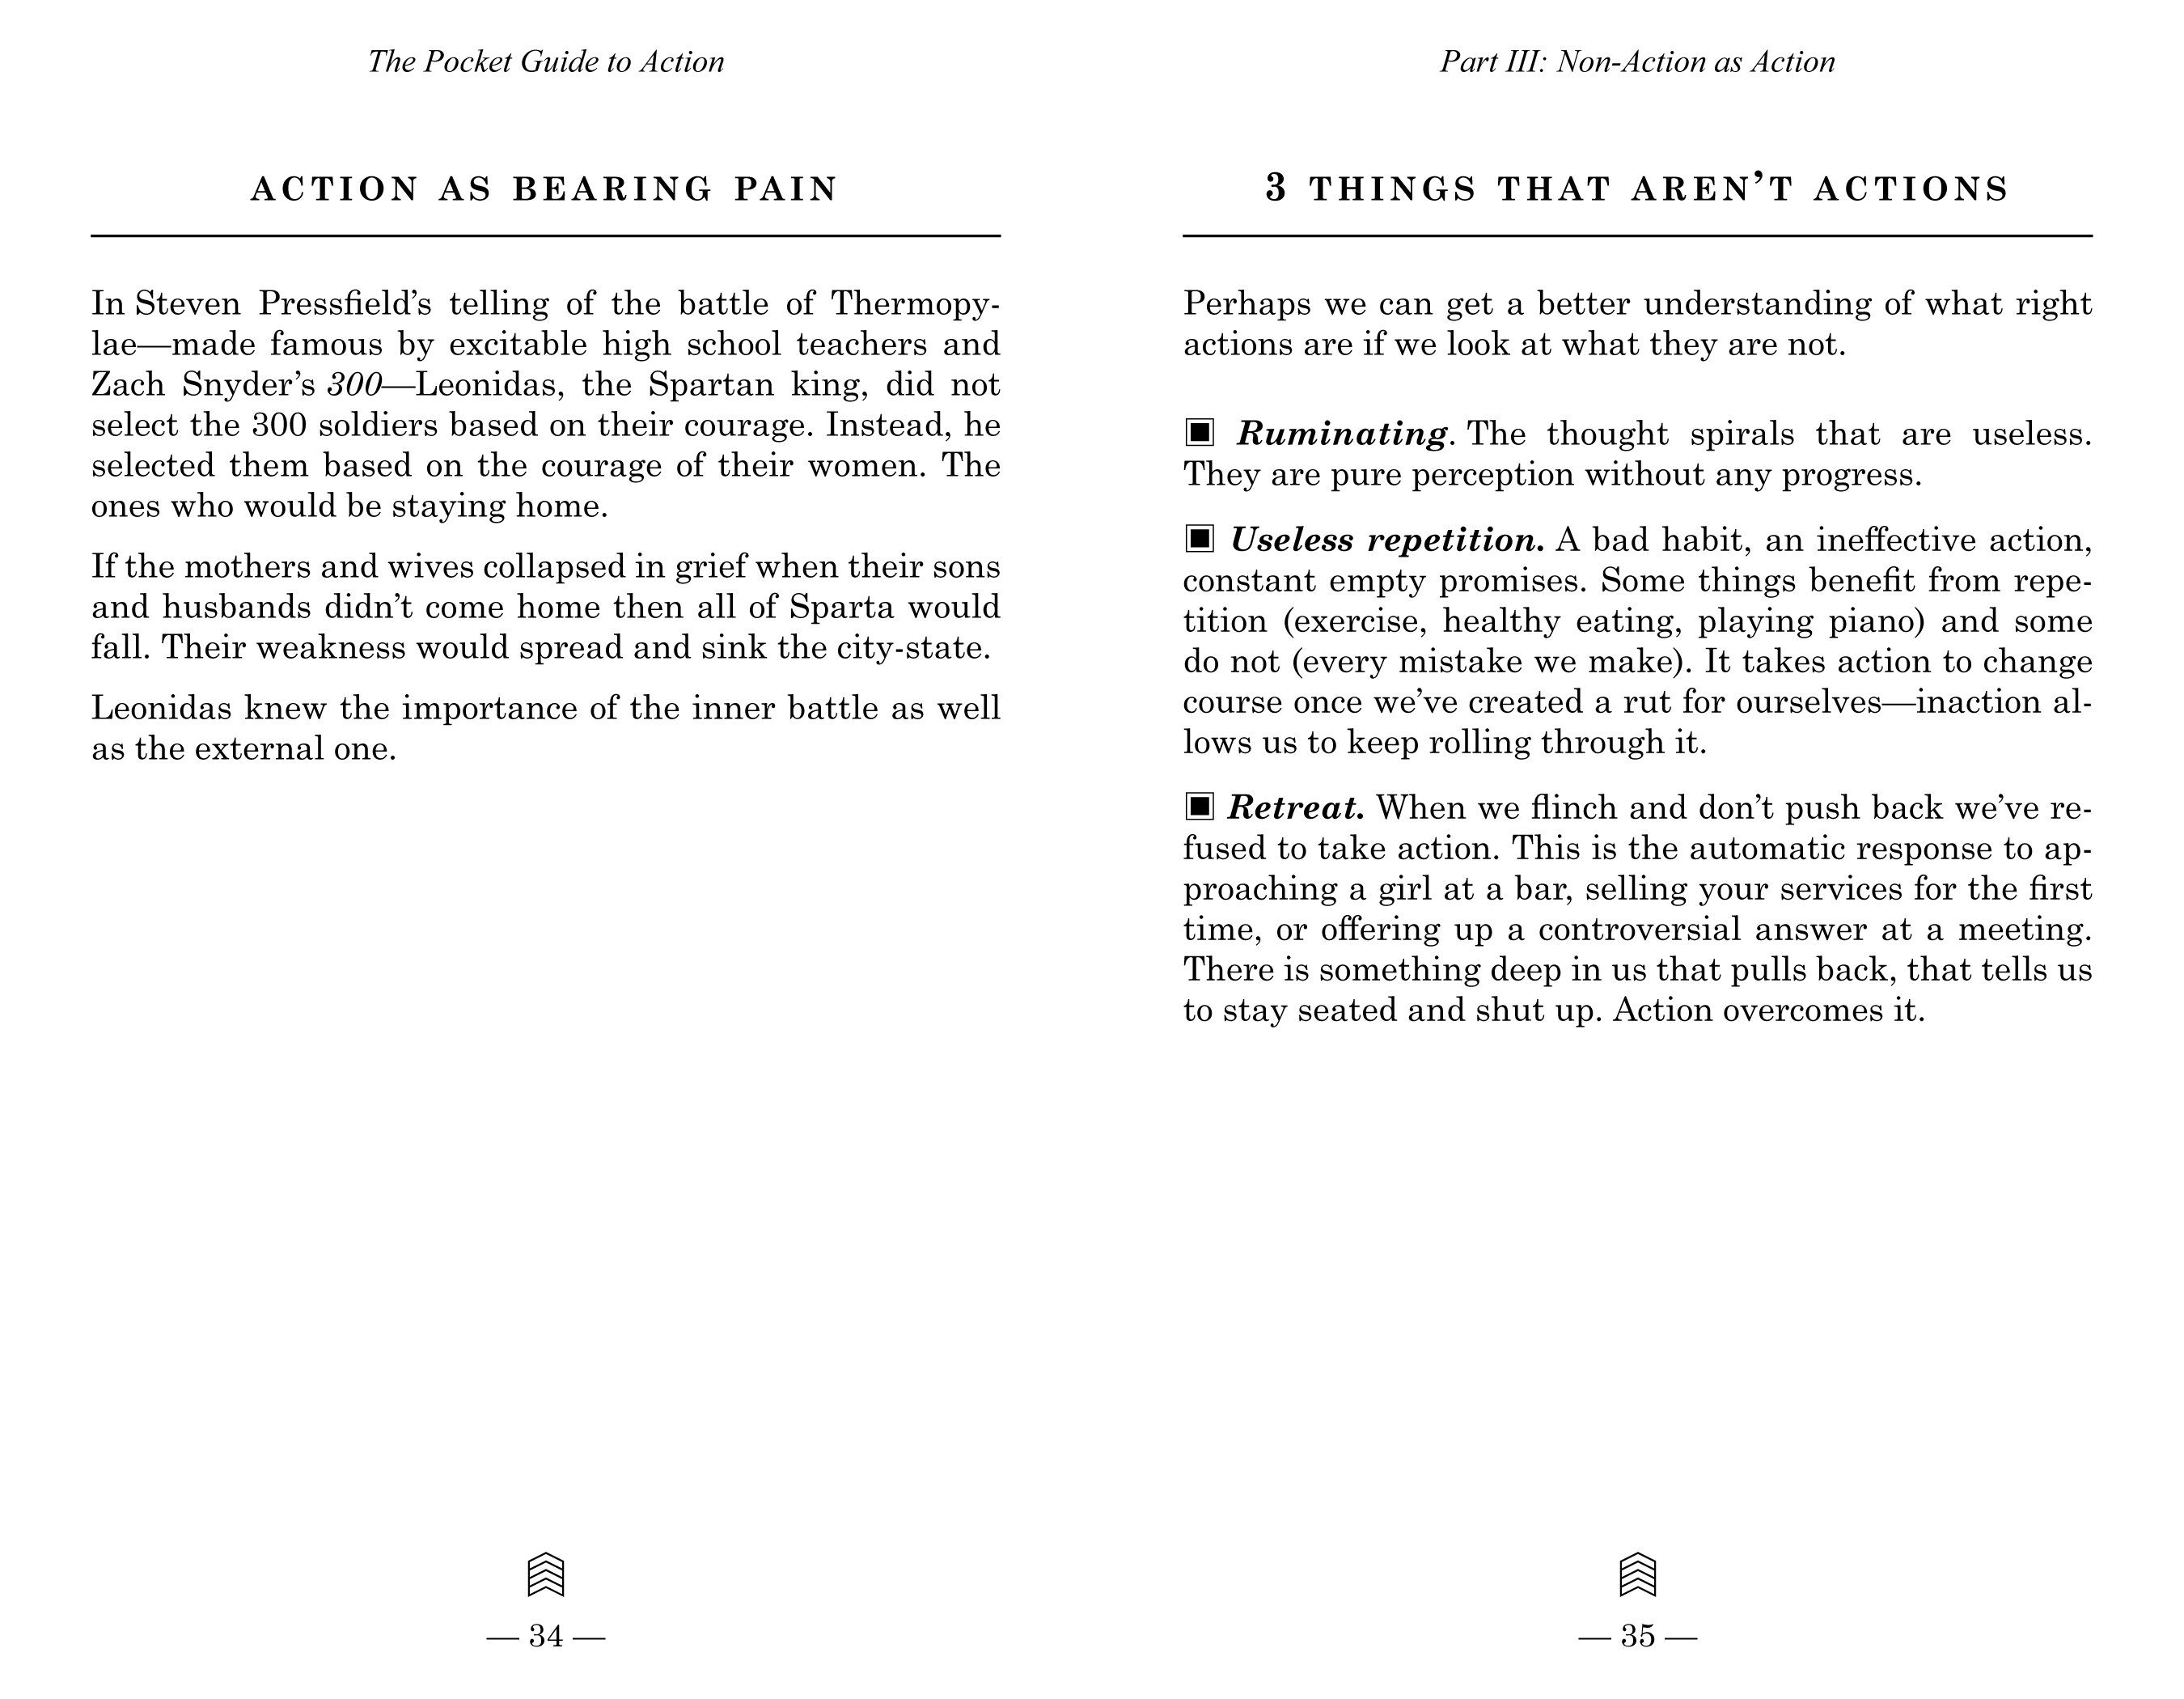 The Pocket Guide to Action
ACTION AS BEARING PAIN
In Steven Pressfield’s telling of the battle of Thermopy-
lae—made famous by excitable high school teachers and
Zach Snyder’s 300—Leonidas, the Spartan king, did not
select the 300 soldiers based on their courage. Instead, he
selected them based on the courage of their women. The
ones who would be staying home.
If the mothers and wives collapsed in grief when their sons
and husbands didn’t come home then all of Sparta would
fall. Their weakness would spread and sink the city-state.
Leonidas knew the importance of the inner battle as well
as the external one.
— 34 —
Part III: Non-Action as Action
3 THINGS THAT AREN’T ACTIONS
Perhaps we can get a better understanding of what right
actions are if we look at what they are not.
▣ Ruminating. The thought spirals that are useless.
They are pure perception without any progress.
▣ Useless repetition. A bad habit, an ineffective action,
constant empty promises. Some things benefit from repe-
tition (exercise, healthy eating, playing piano) and some
do not (every mistake we make). It takes action to change
course once we’ve created a rut for ourselves—inaction al-
lows us to keep rolling through it.
▣ Retreat. When we flinch and don’t push back we’ve re-
fused to take action. This is the automatic response to ap-
proaching a girl at a bar, selling your services for the first
time, or offering up a controversial answer at a meeting.
There is something deep in us that pulls back, that tells us
to stay seated and shut up. Action overcomes it.
— 35 —